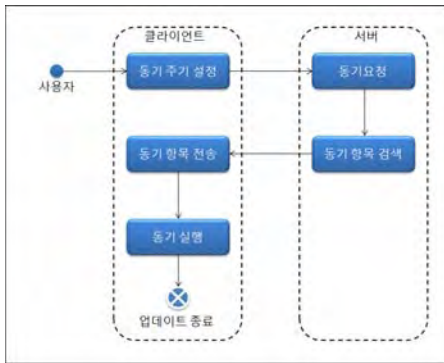 클라이언트
서버
사용자
동기 주기 설정
동기요청
동기 항목 전송
동기 항목 검색
동기 실행
업데이트 종료